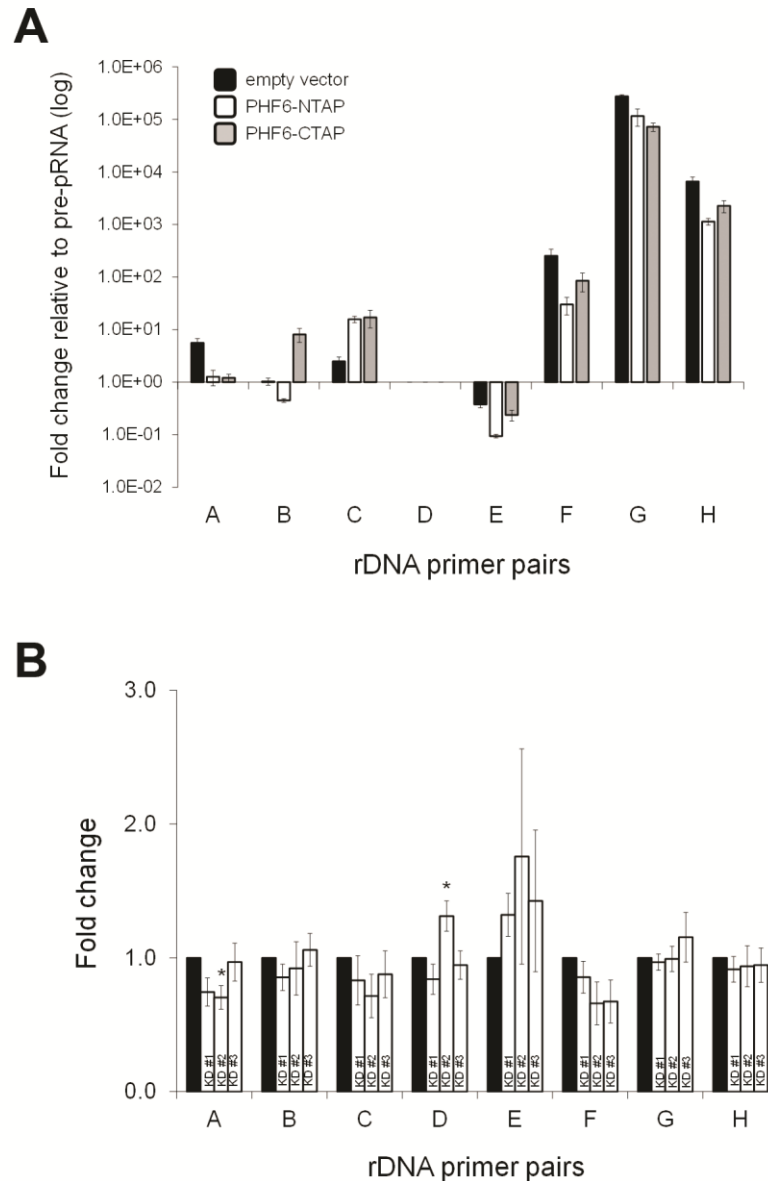 A
Fold change relative to pre-pRNA (log)
1.0E+06
1.0E+05
1.0E+04
1.0E+03
1.0E+02
1.0E+01
1.0E+00
1.0E-01
1.0E-02
empty vector
PHF6-NTAP
PHF6-CTAP
A B C D E F G H
rDNA primer pairs
B
Fold change
3.0
2.0
1.0
0.0
* *
KD #1 KD #2 KD #3 KD #1 KD #2 KD #3 KD #1 KD #2 KD #3 KD #1 KD #2 KD #3 KD #1 KD #2 KD #3 KD #1 KD #2 KD #3 KD #1 KD #2 KD #3 KD #1 KD #2 KD #3
A B C D E F G H
rDNA primer pairs